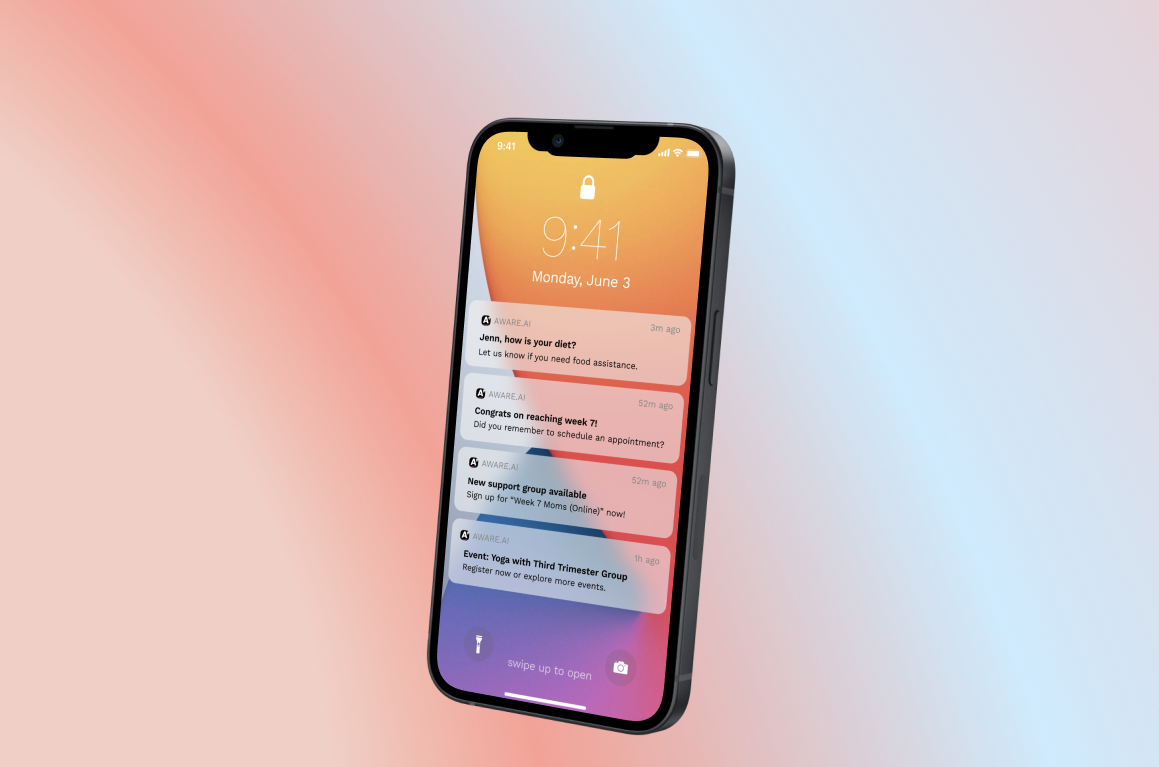 9:41
9:41
Monday, June 3
AWARE.AI
3m ago
Jenn, how is your diet?
Let us know if you need food assistance.
AWARE.AI
52m ago
Congrats on reaching week 7!
Did you remember to schedule an appointment?
AWARE.AI
52m ago
New support group available
Sign up for “Week 7 Moms (Online)” now!
AWARE.AI
1h ago
Event: Yoga with Third Trimester Group
Register now or explore more events.
swipe up to open